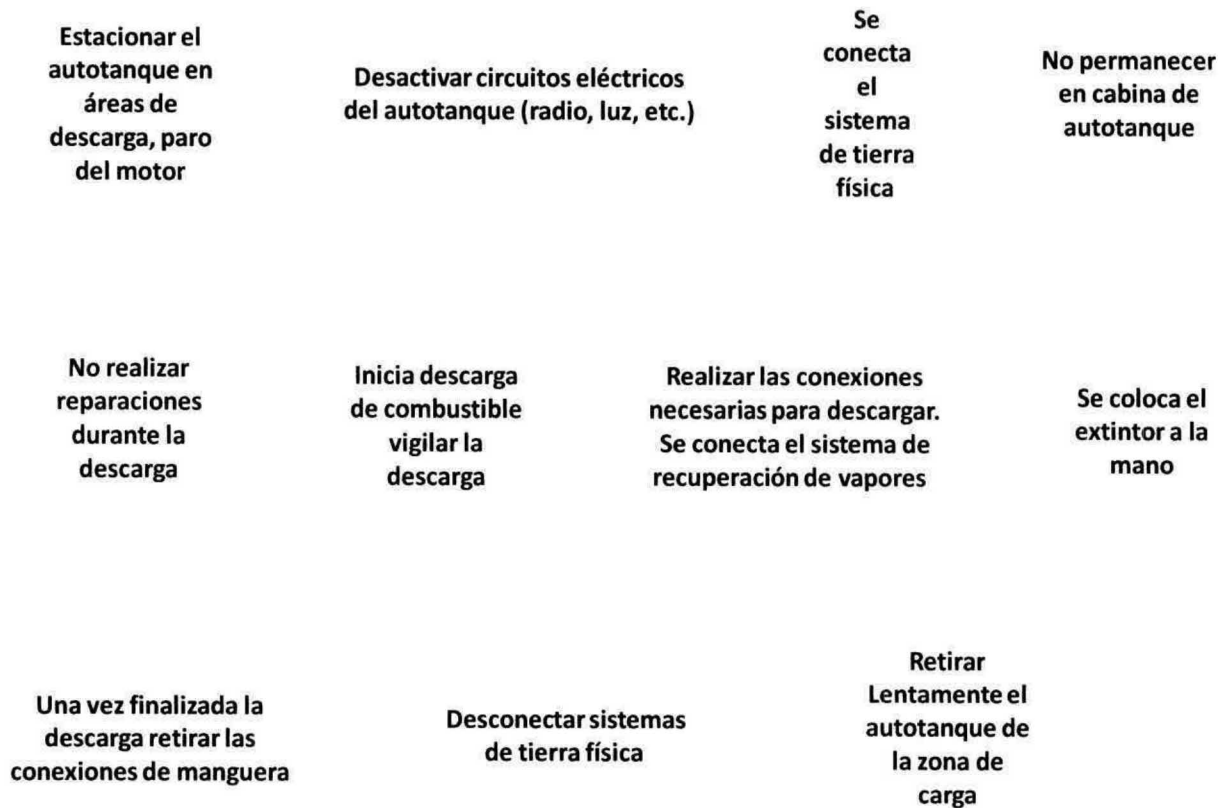 Estacionar el
autotanque en
áreas de
descarga, paro
del motor
Desactivar circuitos eléctricos
del autotanque (radio, luz, etc.)
Se
conecta
el
sistema
de tierra
física
No permanecer
en cabina de
autotanque
No realizar
reparaciones
durante la
descarga
Inicia descarga
de combustible
vigilar la
descarga
Realizar las conexiones
necesarias para descargar.
Se conecta el sistema de
recuperación de vapores
Se coloca el
extintor a la
mano
Una vez finalizada la
descarga retirar las
conexiones de manguera
Desconectar sistemas
de tierra física
Retirar
Lentamente el
autotanque de
la zona de
carga